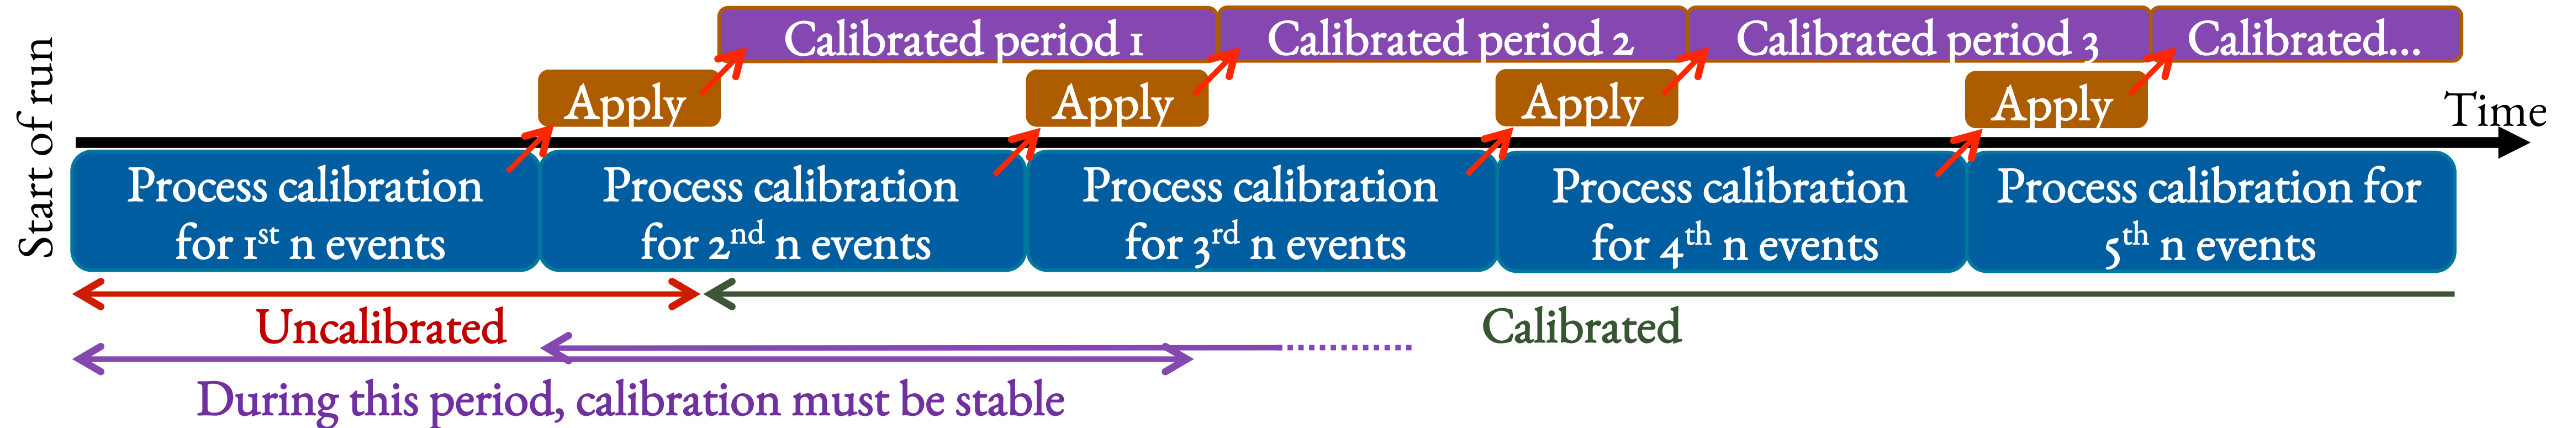 Start of run
Calibrated period 1
Calibrated period 2
Calibrated period 3
Calibrated...
Apply
Apply
Apply
Apply
Time
Process calibration
for 1st n events
Process calibration
for 2nd n events
Process calibration
for 3rd n events
Process calibration
for 4th n events
Process calibration for
5th n events
Uncalibrated
Calibrated
During this period, calibration must be stable